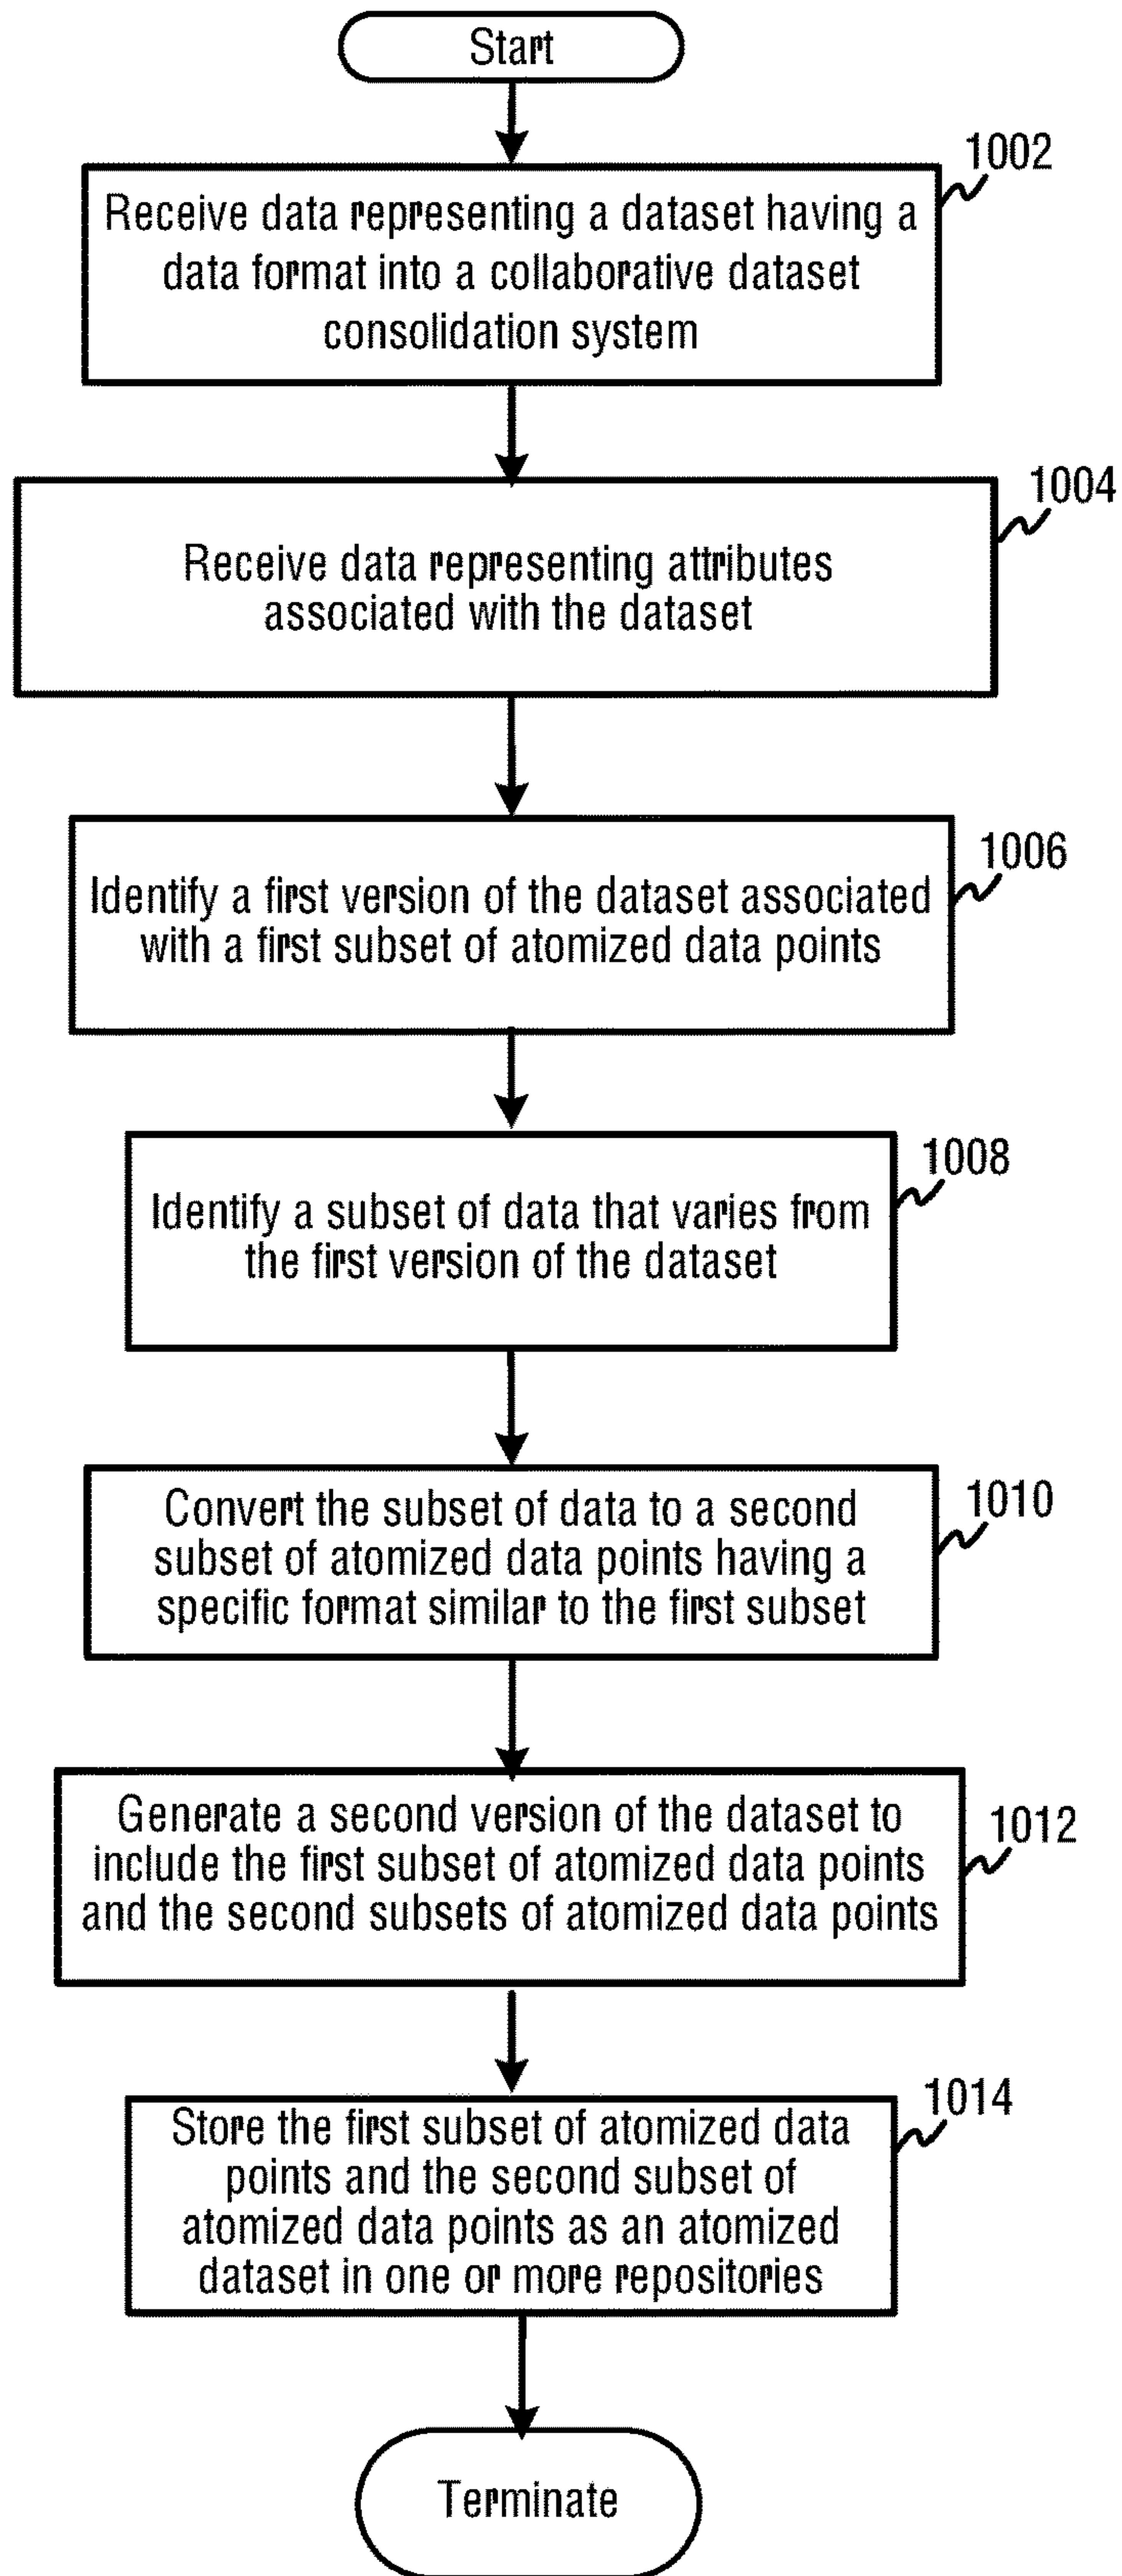 Start
1002
Receive data representing a dataset having a
data format into a collaborative dataset
consolidation system
1004
Receive data representing attributes
associated with the dataset
1006
Identify a first version of the dataset associated
with a first subset of atomized data points
1008
Identify a subset of data that varies from
the first version of the dataset
1010
Convert the subset of data to a second
subset of atomized data points having a
specific format similar to the first subset
1012
Generate a second version of the dataset to
include the first subset of atomized data points
and the second subsets of atomized data points
1014
Store the first subset of atomized data
points and the second subset of
atomized data points as an atomized
dataset in one or more repositories
Terminate